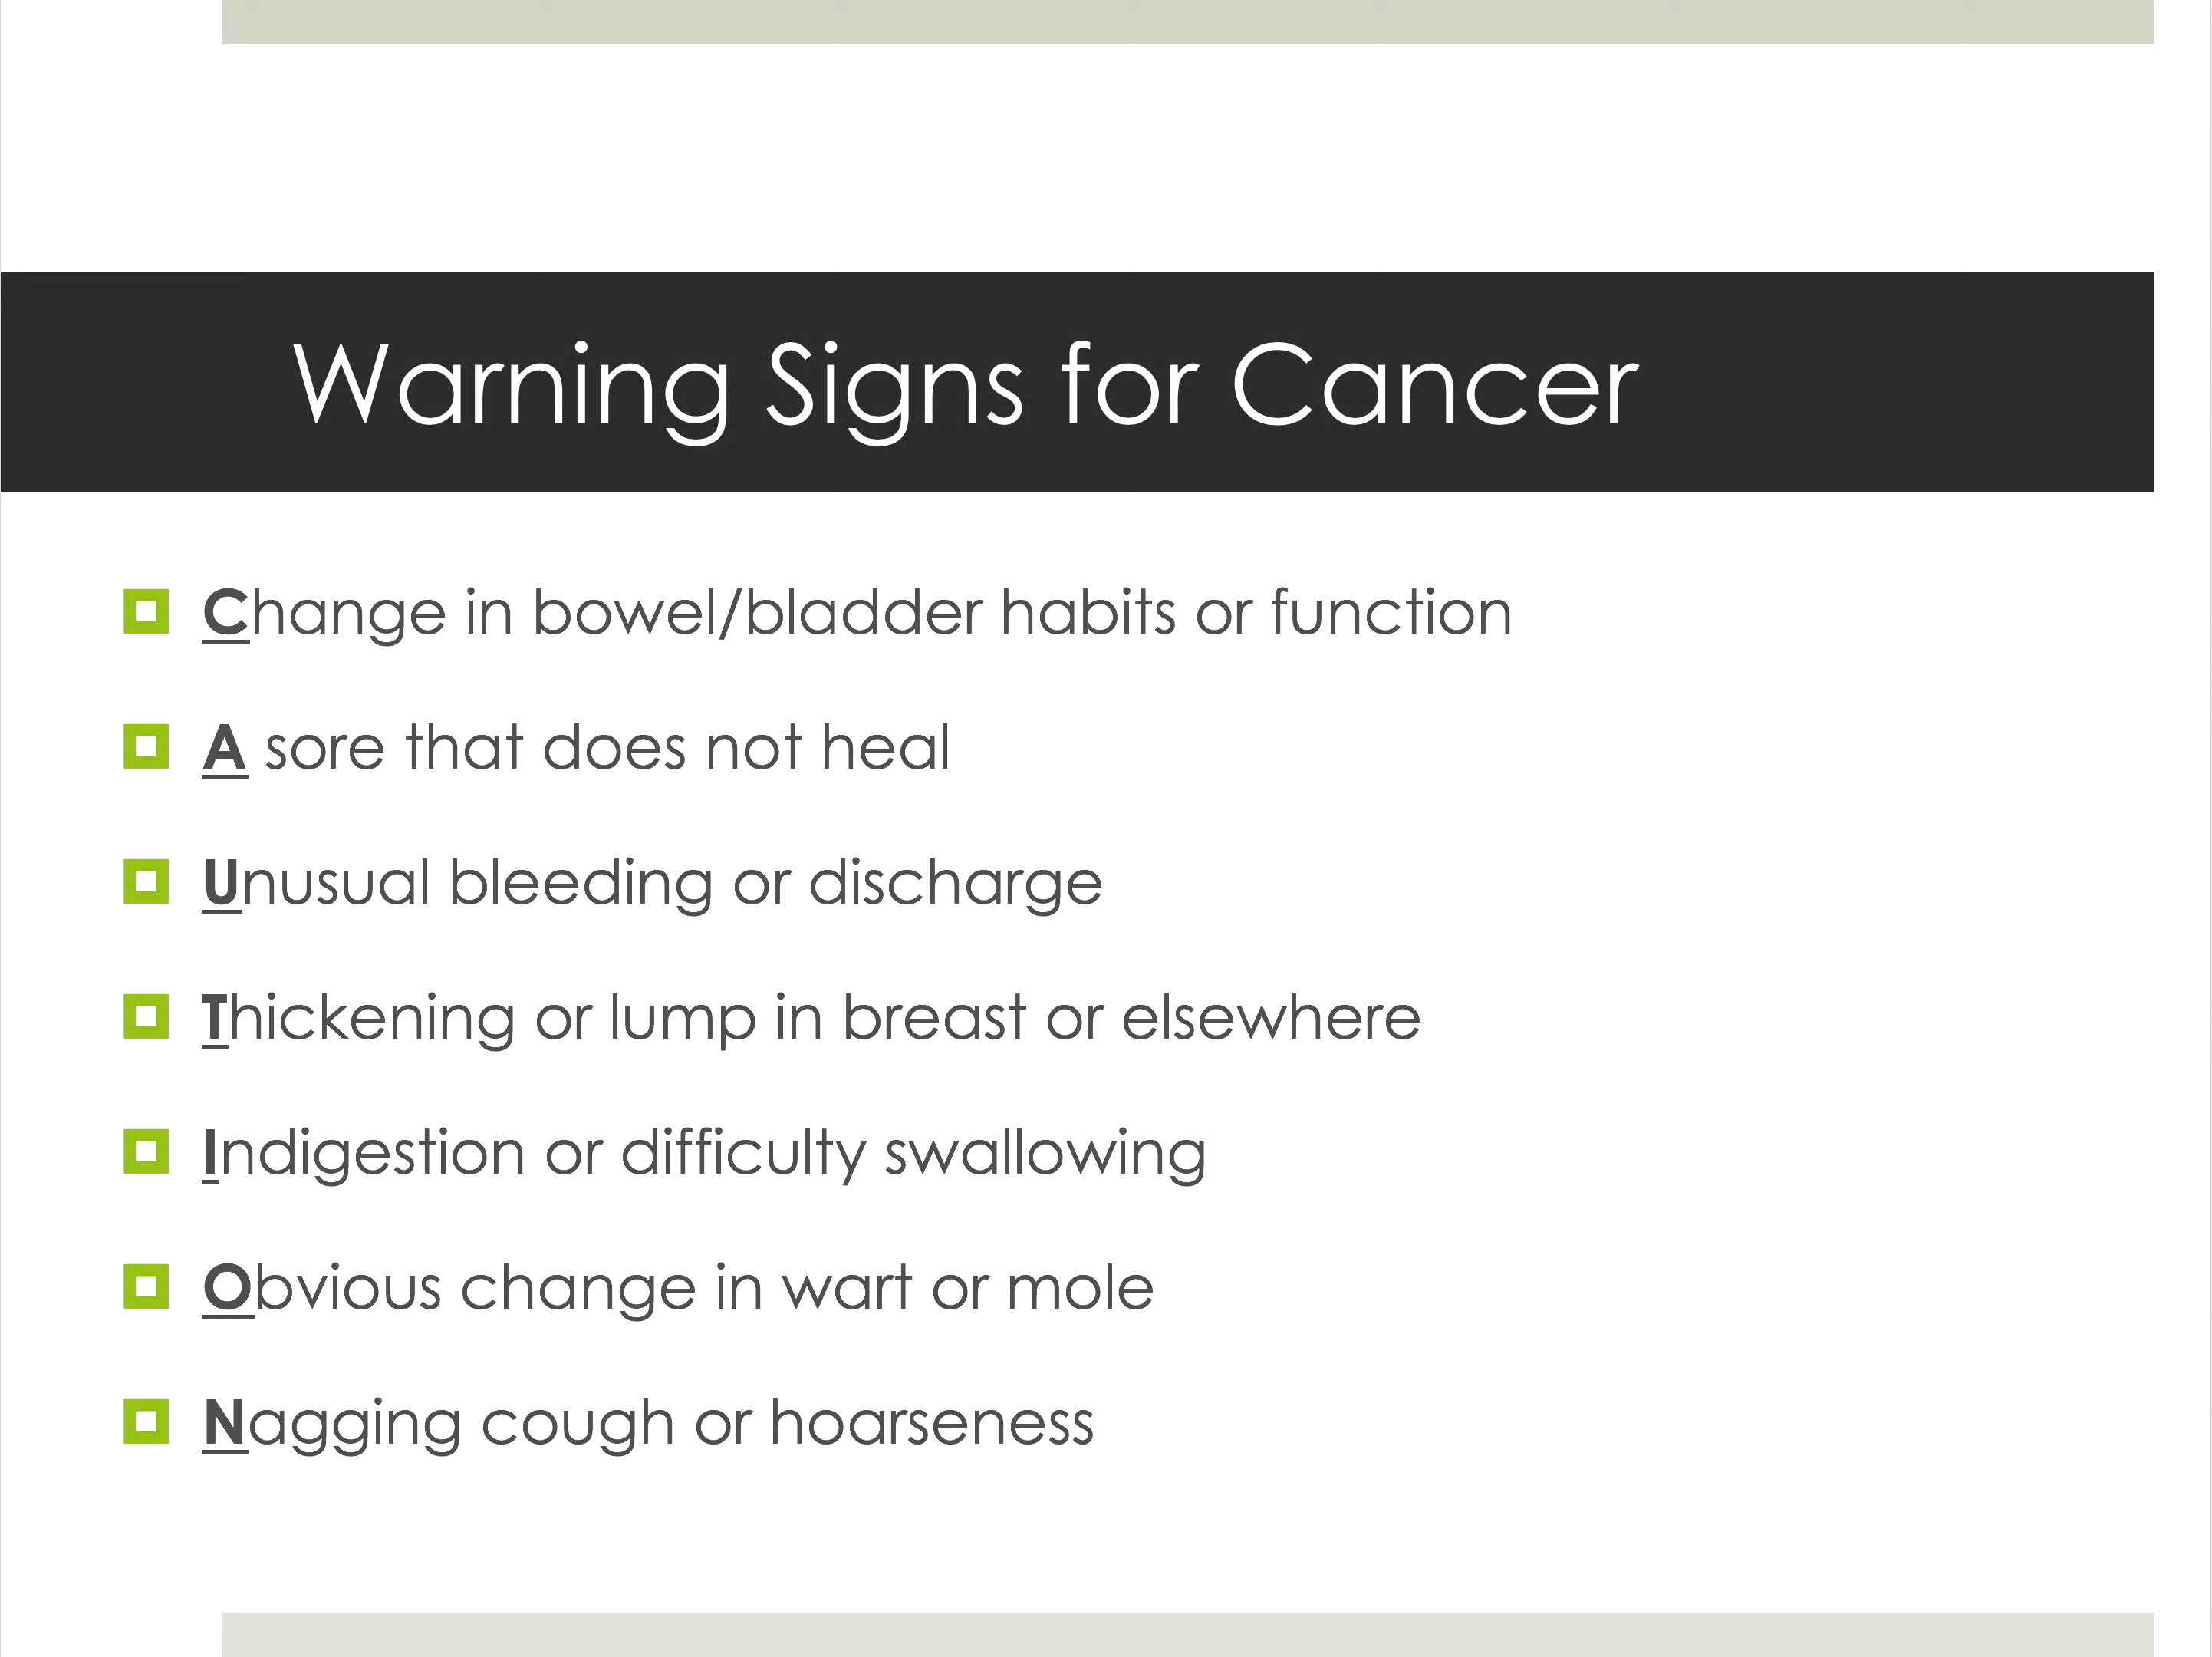 Warning Signs for Cancer
Change in bowel/bladder habits or function
A sore that does not heal
Unusual bleeding or discharge
Thickening or lump in breast or elsewhere
Indigestion or difficulty swallowing
Obvious change in wart or mole
Nagging cough or hoarseness